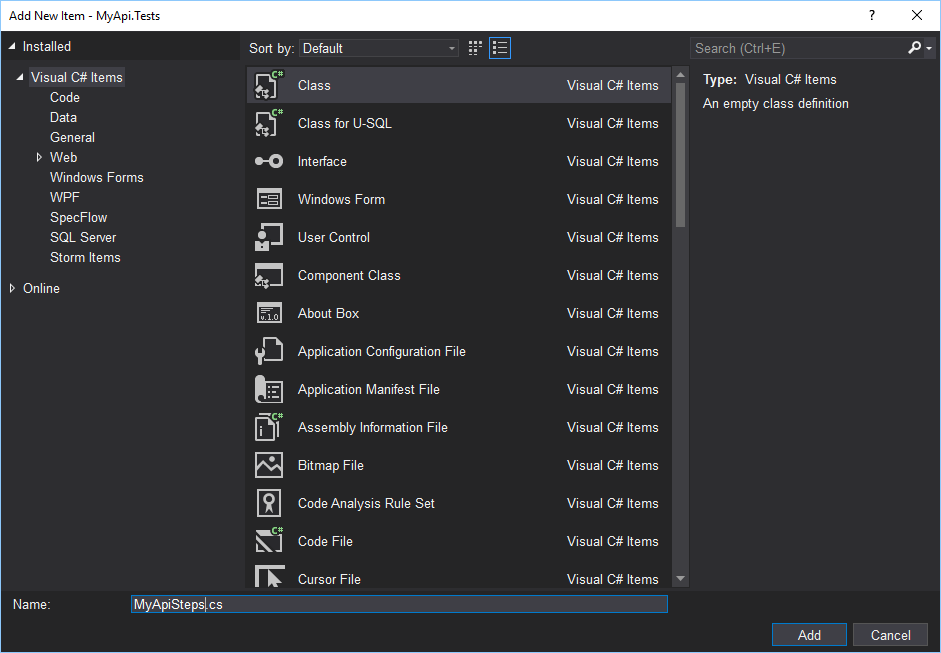 Add New Item - MyApi.Tests ?
Installed
Sort by: Default
Search (Ctrl+E)
Visual C# Items
Code
Data
General
Web
Windows Forms
WPF
SpecFlow
SQL Server
Storm Items
Online
C# Class Visual C# Items
C# Class for U-SQL Visual C# Items
Interface Visual C# Items
Windows Form Visual C# Items
User Control Visual C# Items
Component Class Visual C# Items
v.1.0 About Box Visual C# Items
Application Configuration File Visual C# Items
Application Manifest File Visual C# Items
C# Assembly Information File Visual C# Items
Bitmap File Visual C# Items
Code Analysis Rule Set Visual C# Items
C# Code File Visual C# Items
Cursor File Visual C# Items
Type: Visual C# Items
An empty class definition
Name: MyApiSteps.cs
Add Cancel